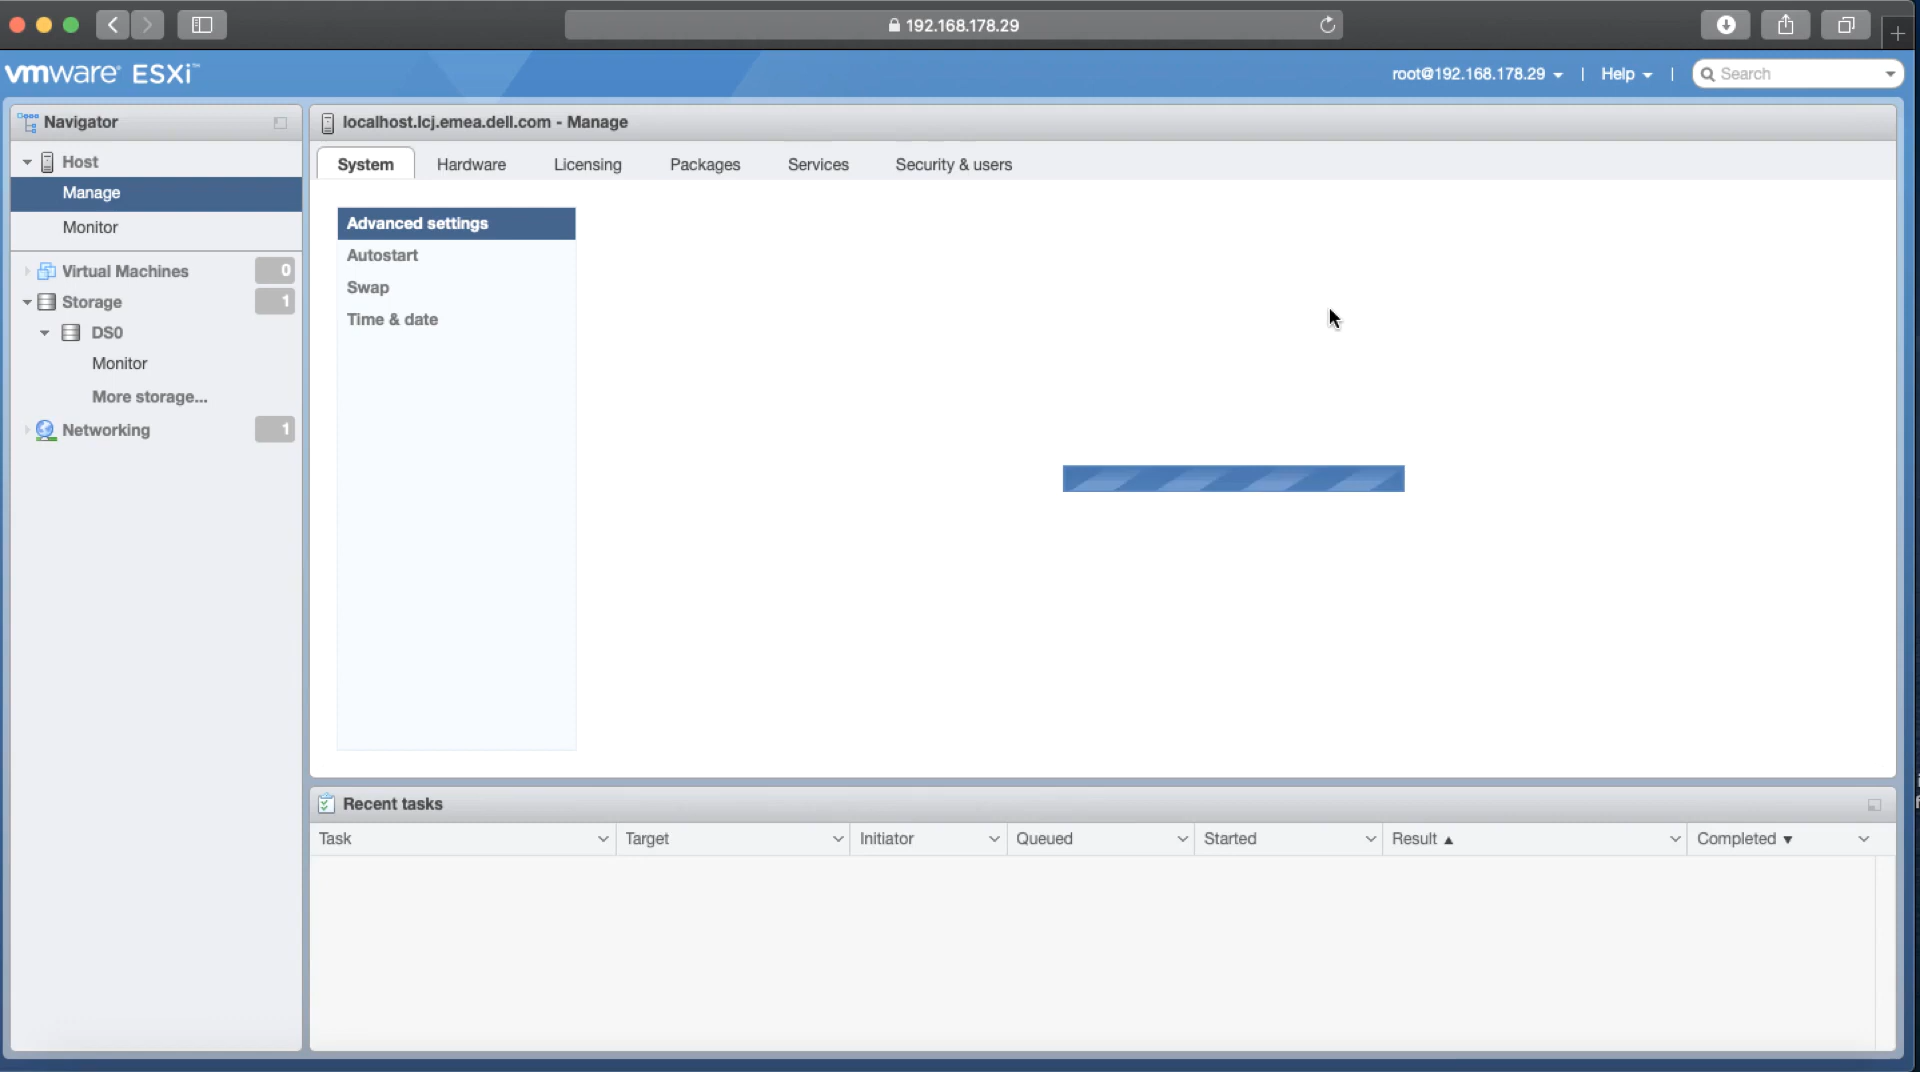 192.168.178.29
vmware® ESXi™
root@192.168.178.29
Help
Search
Navigator
Host
Manage
Monitor
Virtual Machines 0
Storage 1
DS0
Monitor
More storage...
Networking 1
localhost.lcj.emea.dell.com - Manage
System
Hardware
Licensing
Packages
Services
Security & users
Advanced settings
Autostart
Swap
Time & date
Recent tasks
Task
Target
Initiator
Queued
Started
Result ▲
Completed ▼